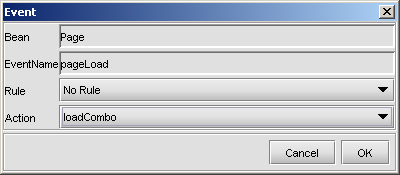 Event
Bean Page
EventName pageLoad
Rule No Rule
Action loadCombo
Cancel OK